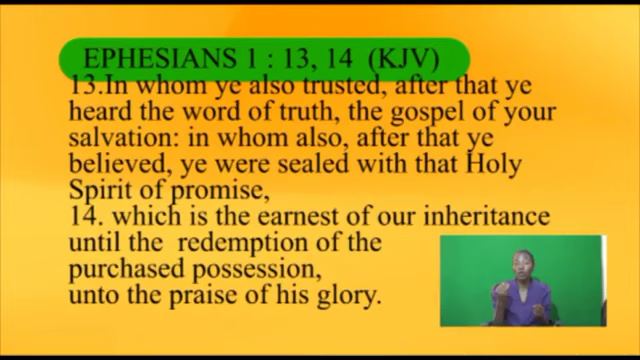 EPHESIANS 1 : 13, 14 (KJV)
13.In whom ye also trusted, after that ye
heard the word of truth, the gospel of your
salvation: in whom also, after that ye
believed, ye were sealed with that Holy
Spirit of promise,
14. which is the earnest of our inheritance
until the redemption of the
purchased possession,
unto the praise of his glory.